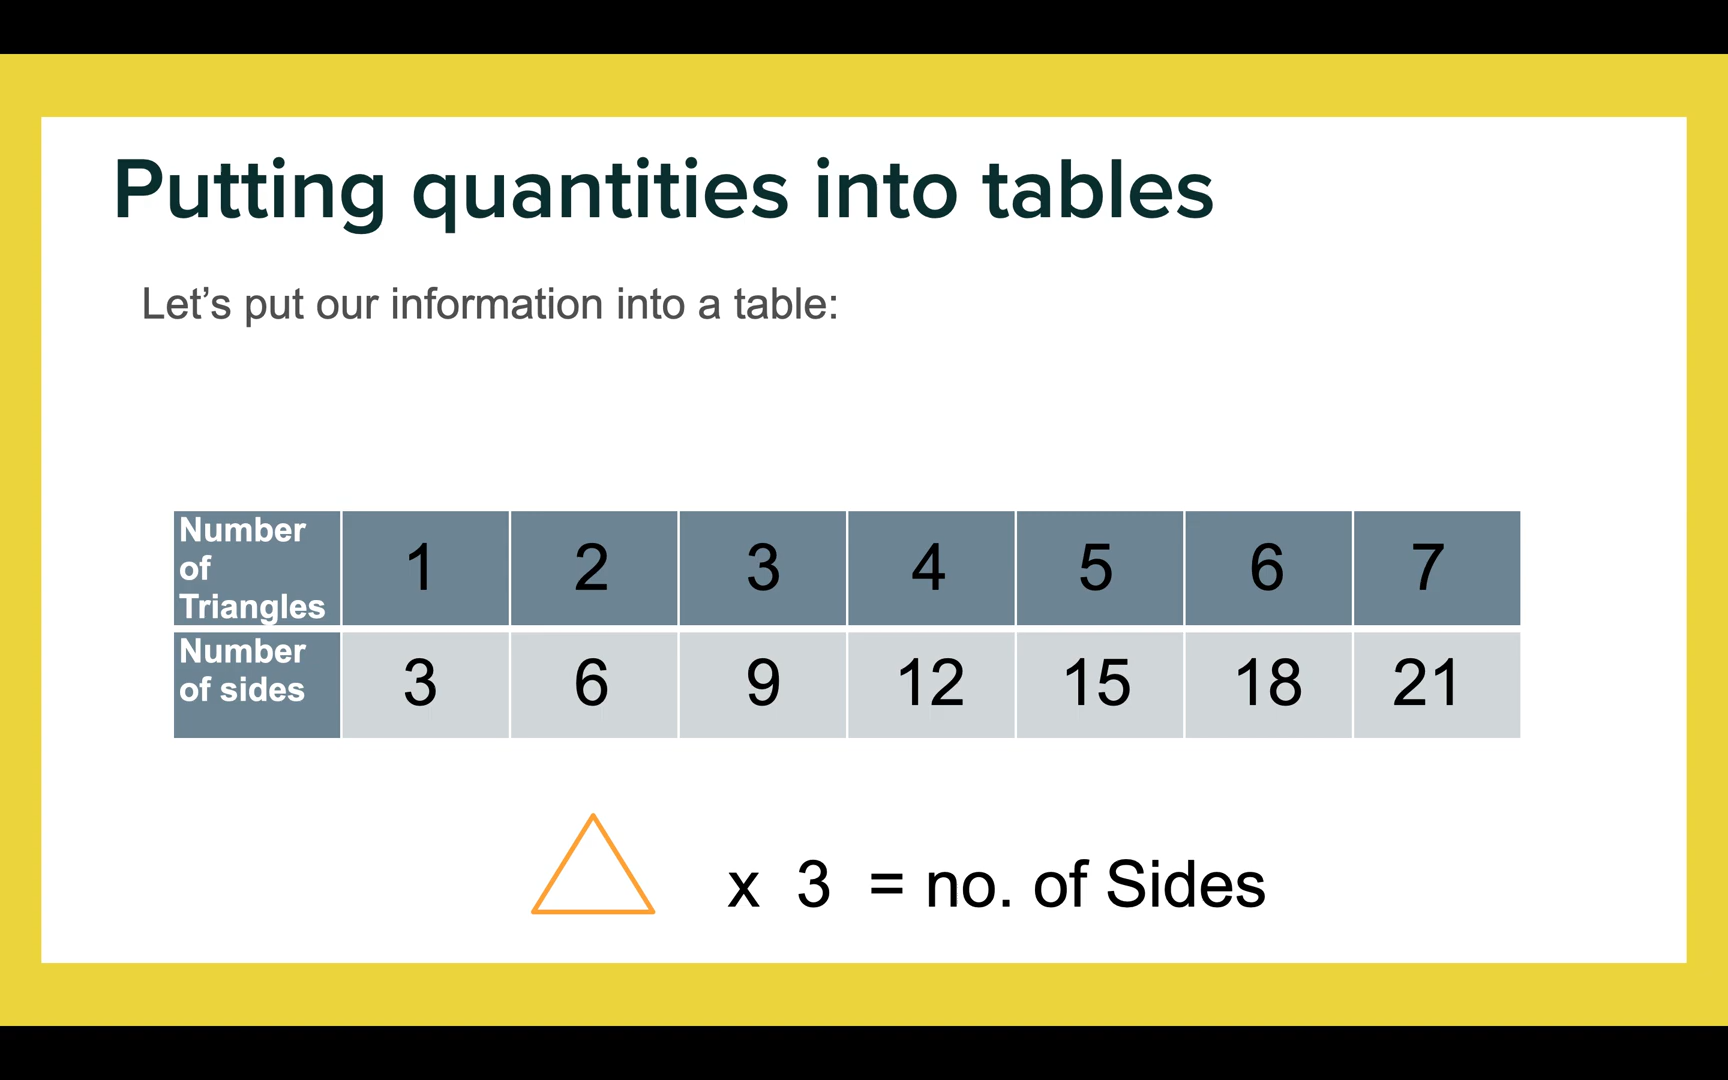 Putting quantities into tables
Let’s put our information into a table:
Number of Triangles 1 2 3 4 5 6 7
Number of sides 3 6 9 12 15 18 21
x 3 = no. of Sides